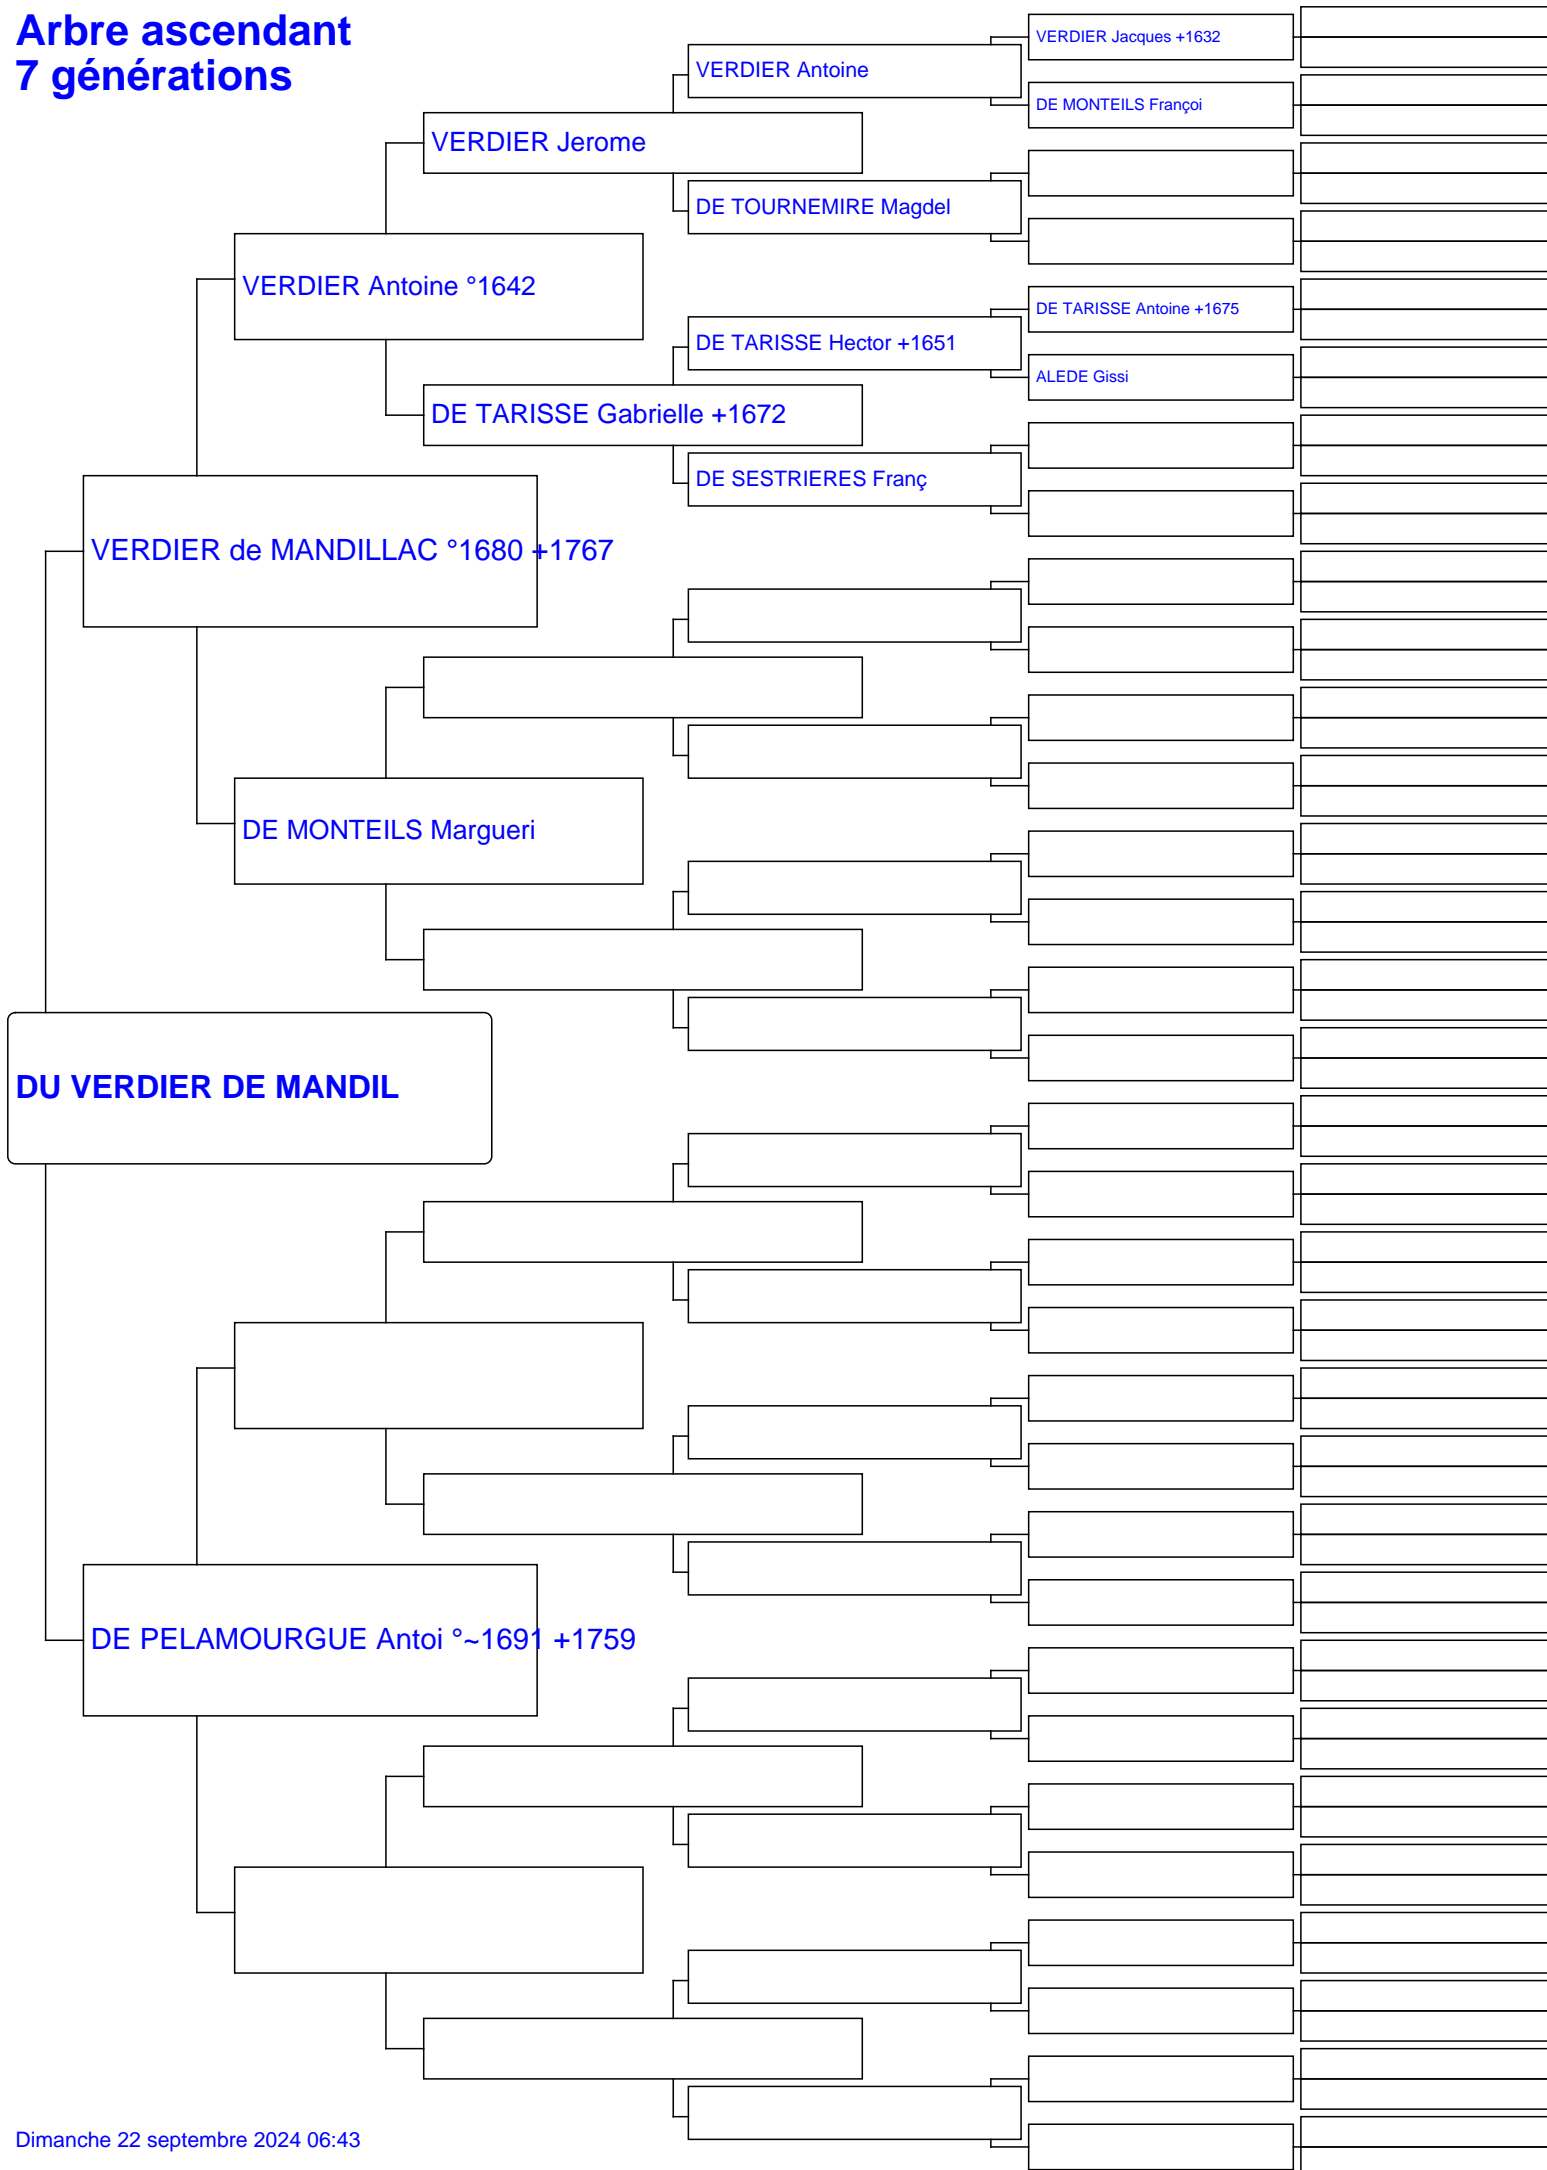 Arbre ascendant
7 générations
VERDIER Jacques +1632
VERDIER Antoine
DE MONTEILS Françoi
VERDIER Jerome
DE TOURNEMIRE Magdel
VERDIER Antoine °1642
DE TARISSE Antoine +1675
DE TARISSE Hector +1651
ALEDE Gissi
DE TARISSE Gabrielle +1672
DE SESTRIERES Franç
VERDIER de MANDILLAC °1680 +1767
DE MONTEILS Margueri
DU VERDIER DE MANDIL
DE PELAMOURGUE Antoi °~1691 +1759
Dimanche 22 septembre 2024 06:43